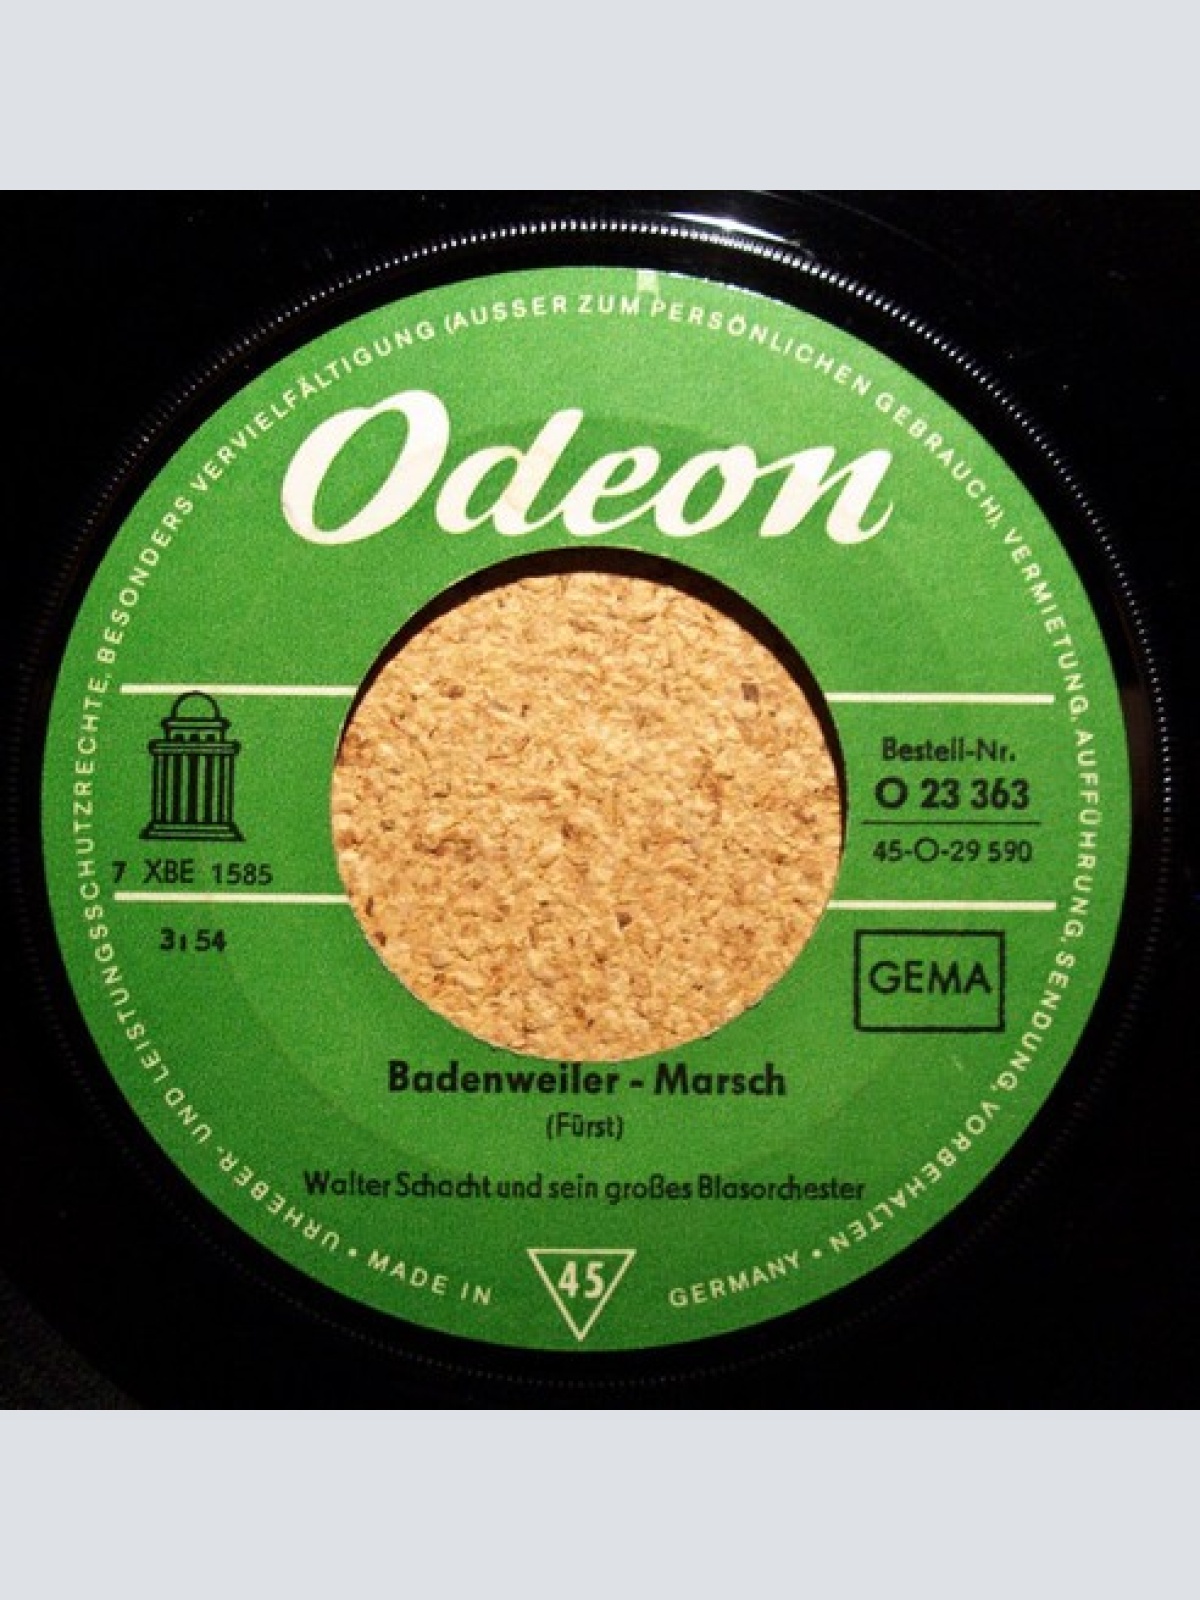 URHEBER- UND LEISTUNGSSCHUTZRECHTE, BESONDERS VERVIELFÄLTIGUNG (AUSSER ZUM PERSÖNLICHEN GEBRAUCH), VERMIETUNG, AUFFÜHRUNG, SENDUNG, VORBEHALTEN •
Odeon
7 XBE 1585
3:54
Bestell-Nr.
O 23 363
45-O-29 590
GEMA
Badenweiler - Marsch
(Fürst)
Walter Schacht und sein großes Blasorchester
• MADE IN
45
GERMANY